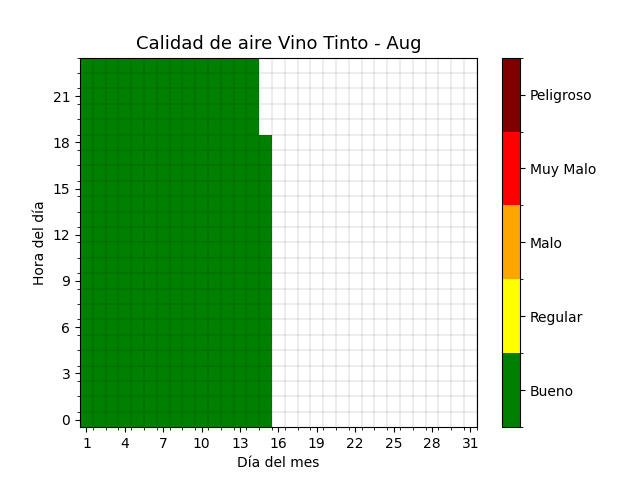 Calidad de aire Vino Tinto - Aug
Hora del día
21
18
15
12
9
6
3
0
1 4 7 10 13 16 19 22 25 28 31
Día del mes
Peligroso
Muy Malo
Malo
Regular
Bueno